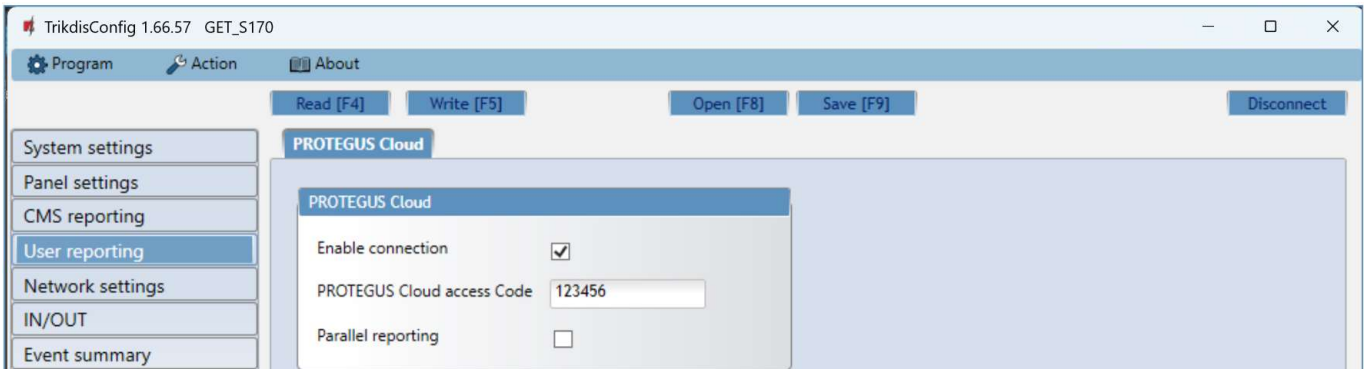 TrikdisConfig 1.66.57 GET_S170
Program Action About
Read [F4] Write [F5] Open [F8] Save [F9] Disconnect
System settings
Panel settings
CMS reporting
User reporting
Network settings
IN/OUT
Event summary
PROTEGUS Cloud
PROTEGUS Cloud
Enable connection
PROTEGUS Cloud access Code 123456
Parallel reporting